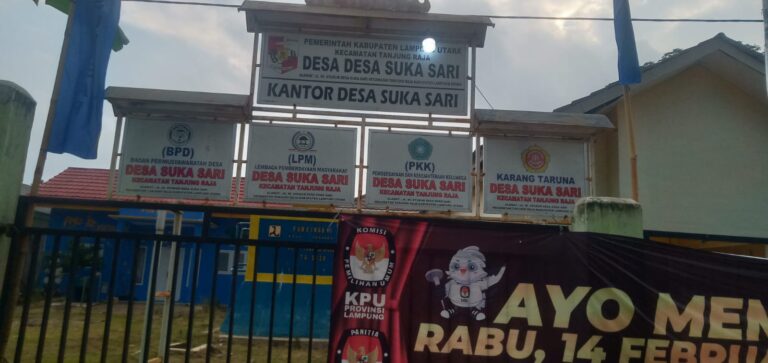 PEMERINTAH KABUPATEN LAMPUNG UTARA
KECAMATAN TANJUNG RAJA
DESA DESA SUKA SARI
KANTOR DESA SUKA SARI
(BPD)
BADAN PERMUSYAWARATAN DESA
DESA SUKA SARI
KECAMATAN TANJUNG RAJA
(LPM)
LEMBAGA PEMBERDAYAAN MASYARAKAT
DESA SUKA SARI
KECAMATAN TANJUNG RAJA
(PKK)
PEMBERDAYAAN DAN KESEJAHTERAAN KELUARGA
DESA SUKA SARI
KECAMATAN TANJUNG RAJA
KARANG TARUNA
DESA SUKA SARI
KECAMATAN TANJUNG RAJA
KOMISI
PEMILIHAN UMUM
KPU
PROVINSI
LAMPUNG
PANITIA
AYO MEN
RABU, 14 FEBRU